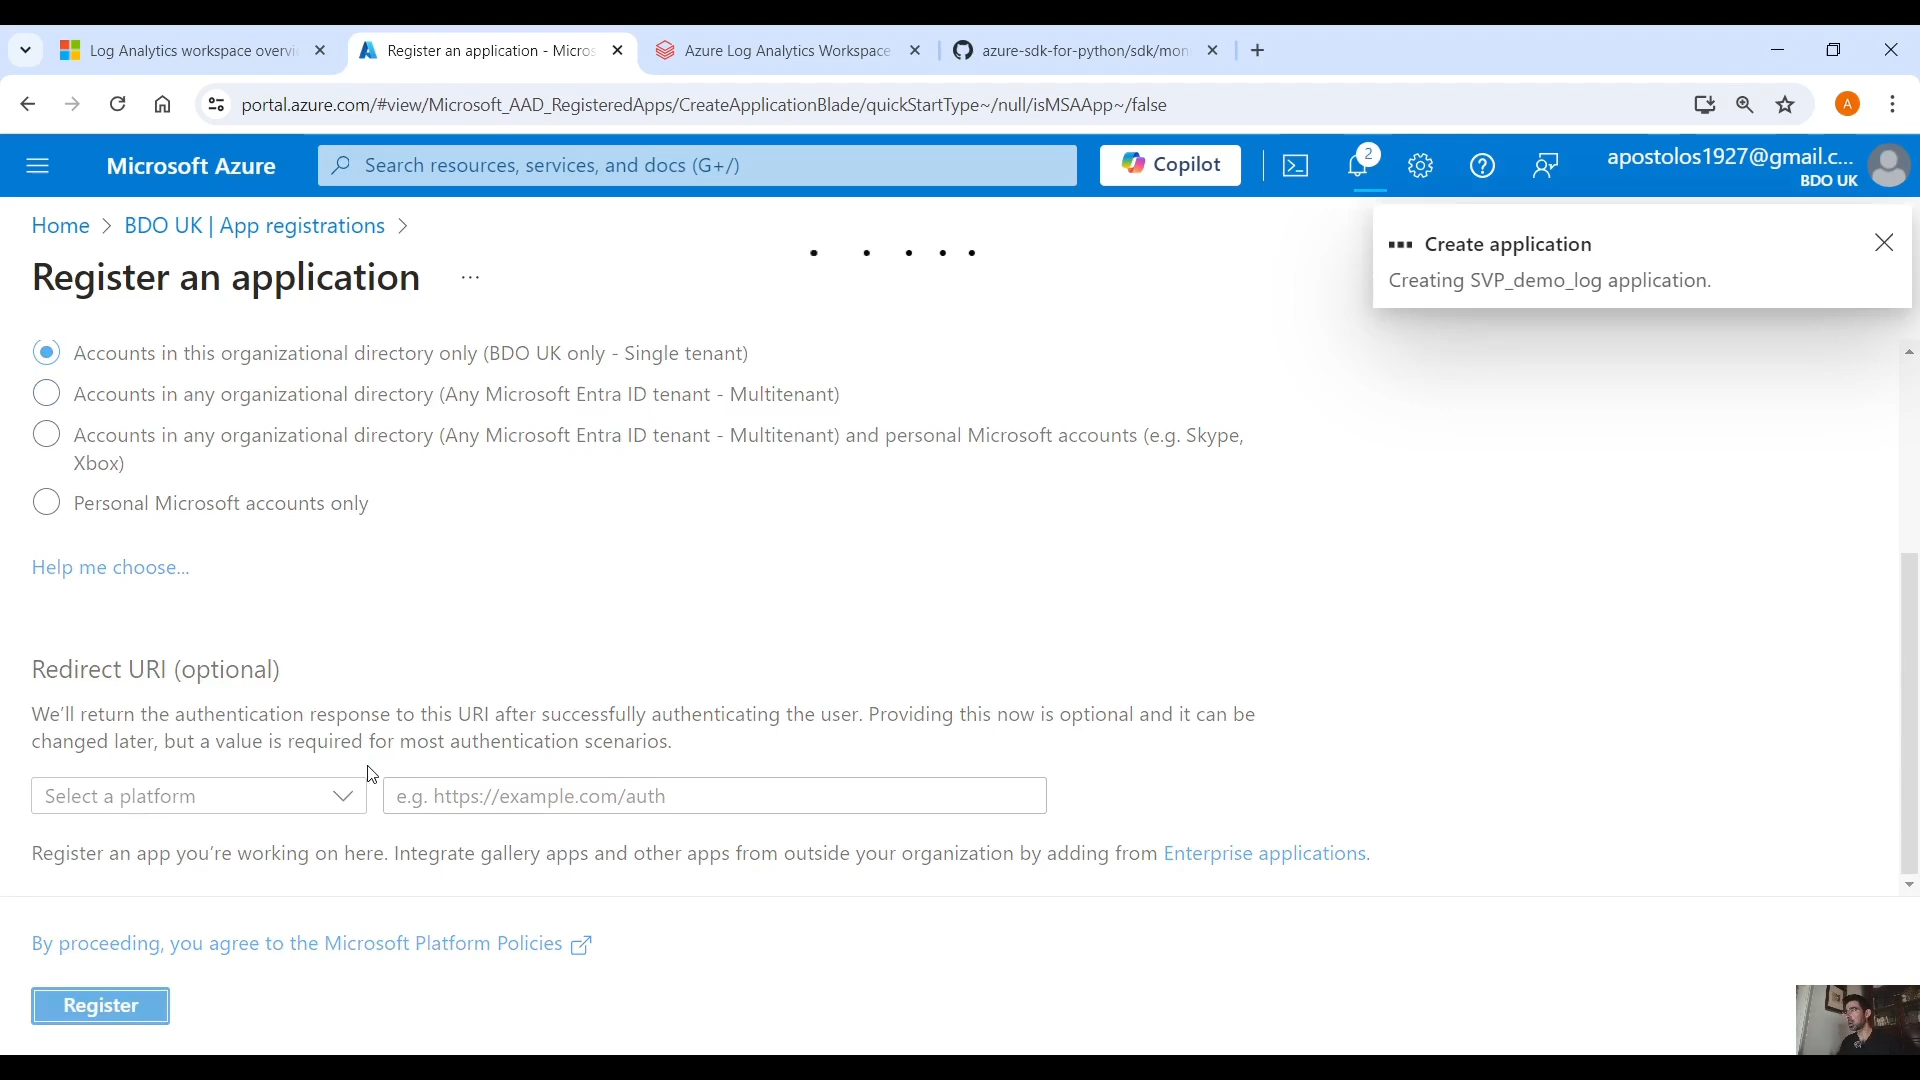 Log Analytics workspace overvi
Register an application - Micros
Azure Log Analytics Workspace
azure-sdk-for-python/sdk/mon
portal.azure.com/#view/Microsoft_AAD_RegisteredApps/CreateApplicationBlade/quickStartType~/null/isMSAApp~/false
A
Microsoft Azure
Search resources, services, and docs (G+/)
Copilot
2
apostolos1927@gmail.c...
BDO UK
Home > BDO UK | App registrations >
Register an application ...
Create application
Creating SVP_demo_log application.
Accounts in this organizational directory only (BDO UK only - Single tenant)
Accounts in any organizational directory (Any Microsoft Entra ID tenant - Multitenant)
Accounts in any organizational directory (Any Microsoft Entra ID tenant - Multitenant) and personal Microsoft accounts (e.g. Skype,
Xbox)
Personal Microsoft accounts only
Help me choose...
Redirect URI (optional)
We'll return the authentication response to this URI after successfully authenticating the user. Providing this now is optional and it can be
changed later, but a value is required for most authentication scenarios.
Select a platform
e.g. https://example.com/auth
Register an app you're working on here. Integrate gallery apps and other apps from outside your organization by adding from Enterprise applications.
By proceeding, you agree to the Microsoft Platform Policies
Register